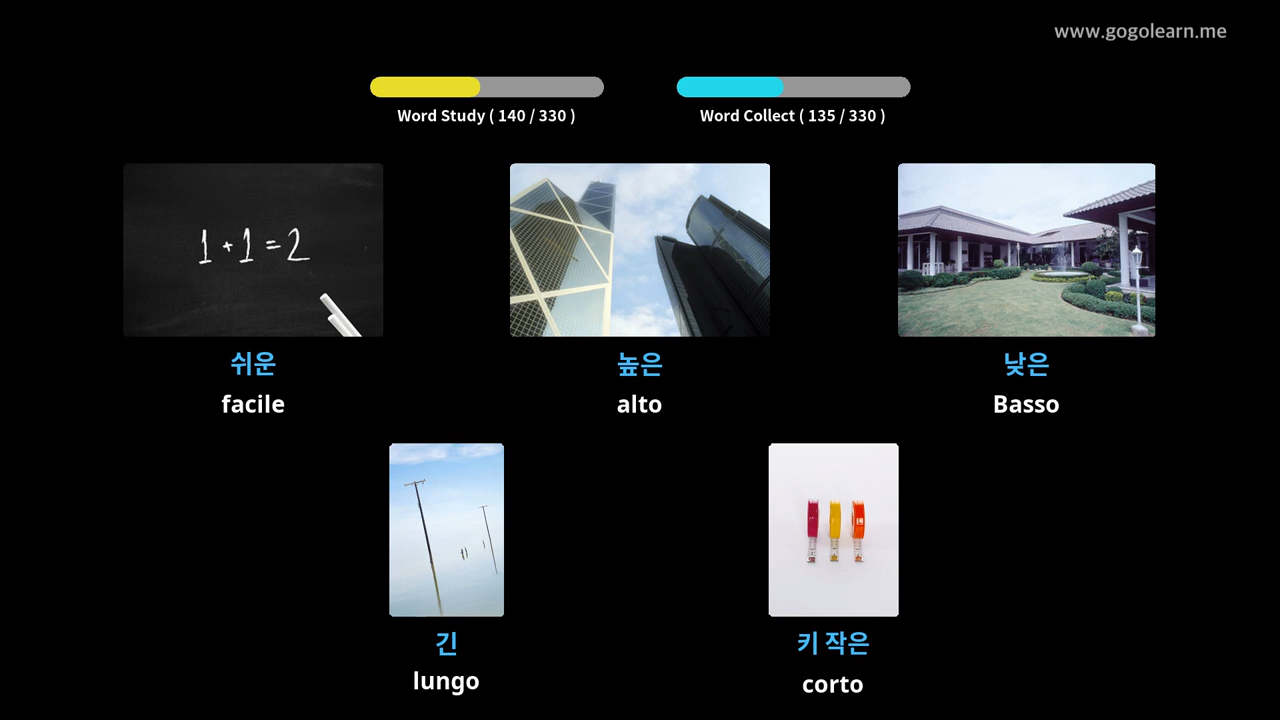 www.gogolearn.me
Word Study ( 140 / 330 )
Word Collect ( 135 / 330 )
1 + 1 = 2
쉬운
facile
높은
alto
낮은
Basso
긴
lungo
키 작은
corto